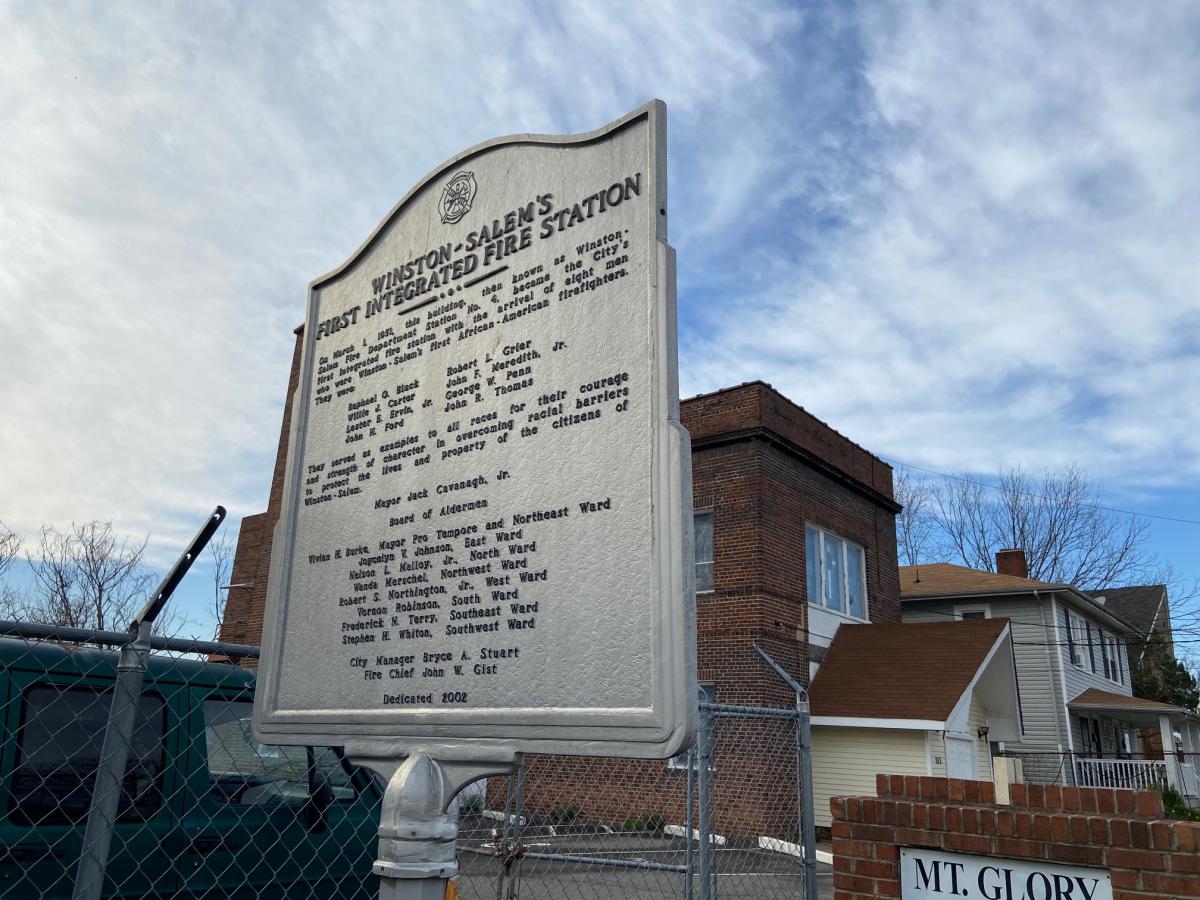 WINSTON-SALEM'S
FIRST INTEGRATED FIRE STATION
On March 1, 1951, this building, then known as Winston-
Salem Fire Department Station No. 4, became the City's
first integrated fire station with the arrival of eight men
who were Winston-Salem's first African-American firefighters.
They were:
Raphael O. Black Robert L. Grier
Willie J. Carter John F. Meredith, Jr.
Lester E. Ervin, Jr. George W. Penn
John H. Ford John R. Thomas
They served as examples to all races for their courage
and strength of character in overcoming racial barriers
to protect the lives and property of the citizens of
Winston-Salem.
Mayor Jack Cavanagh, Jr.
Board of Aldermen
Vivian H. Burke, Mayor Pro Tempore and Northeast Ward
Joycelyn V. Johnson, East Ward
Nelson L. Malloy, Jr., North Ward
Wanda Merschel, Northwest Ward
Robert S. Northington, Jr., West Ward
Vernon Robinson, South Ward
Frederick N. Terry, Southeast Ward
Stephen H. Whiton, Southwest Ward
City Manager Bryce A. Stuart
Fire Chief John W. Gist
Dedicated 2002
MT. GLORY